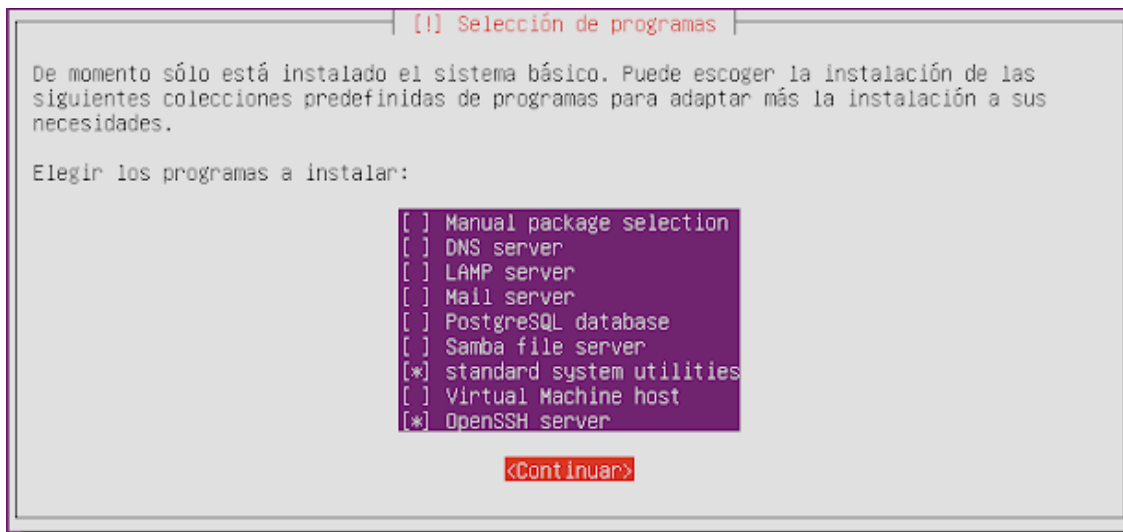 [!] Selección de programas
De momento sólo está instalado el sistema básico. Puede escoger la instalación de las
siguientes colecciones predefinidas de programas para adaptar más la instalación a sus
necesidades.
Elegir los programas a instalar:
[ ] Manual package selection
[ ] DNS server
[ ] LAMP server
[ ] Mail server
[ ] PostgreSQL database
[ ] Samba file server
[*] standard system utilities
[ ] Virtual Machine host
[*] OpenSSH server
<Continuar>